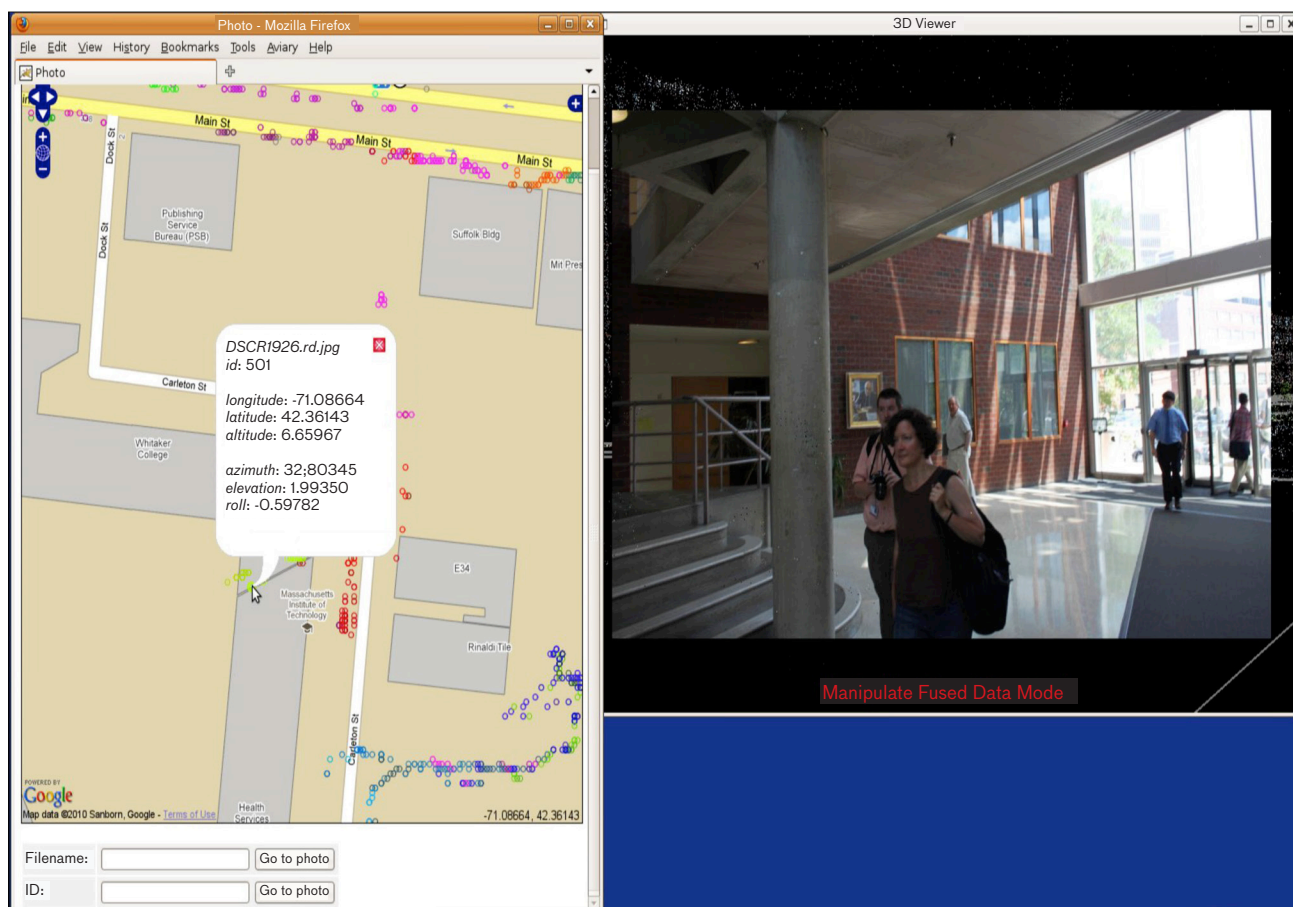 Photo - Mozilla Firefox
File Edit View History Bookmarks Tools Aviary Help
Photo
Main St
Main St
Main St
Dock St
Dock St
Publishing
Service
Bureau (PSB)
Suffolk Bldg
Mit Pres
DSCR1926.rd.jpg
id: 501
longitude: -71.08664
latitude: 42.36143
altitude: 6.65967
azimuth: 32;80345
elevation: 1.99350
roll: -0.59782
Carleton St
Whitaker
College
E34
Massachusetts
Institute of
Technology
Rinaldi Tile
Carleton St
POWERED BY
Google
Health
Services
Map data ©2010 Sanborn, Google - Terms of Use
-71.08664, 42.36143
Filename:
Go to photo
ID:
Go to photo
3D Viewer
Manipulate Fused Data Mode